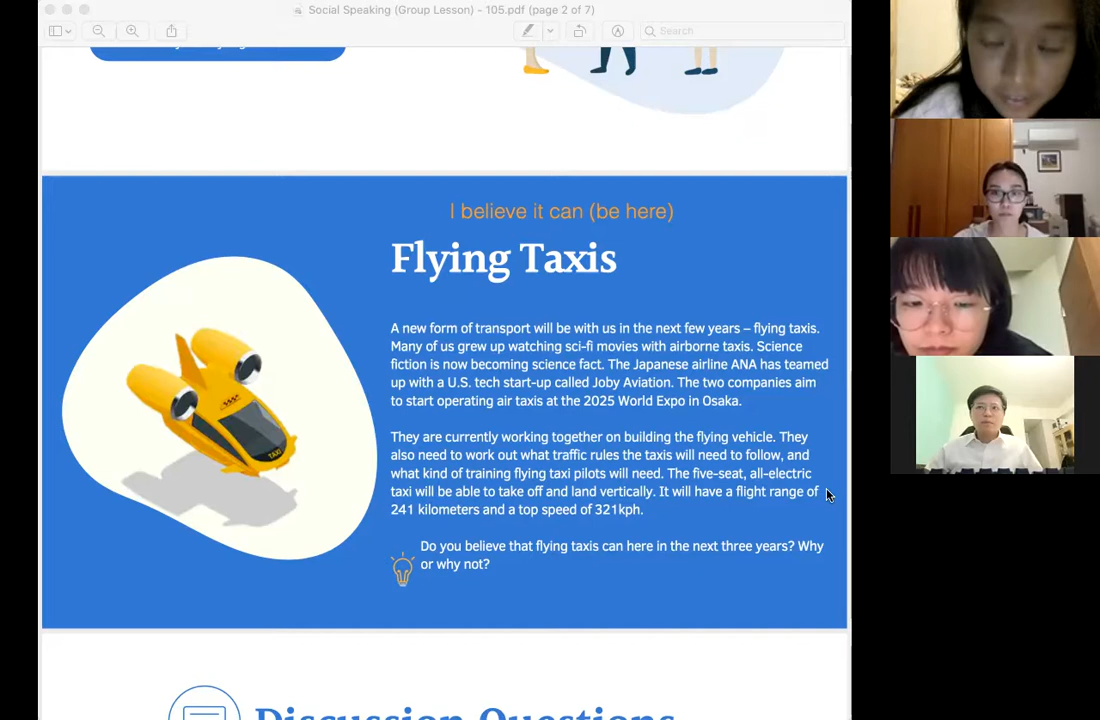 Social Speaking (Group Lesson) - 105.pdf (page 2 of 7)
Search
I believe it can (be here)
Flying Taxis
A new form of transport will be with us in the next few years – flying taxis.
Many of us grew up watching sci-fi movies with airborne taxis. Science
fiction is now becoming science fact. The Japanese airline ANA has teamed
up with a U.S. tech start-up called Joby Aviation. The two companies aim
to start operating air taxis at the 2025 World Expo in Osaka.
They are currently working together on building the flying vehicle. They
also need to work out what traffic rules the taxis will need to follow, and
what kind of training flying taxi pilots will need. The five-seat, all-electric
taxi will be able to take off and land vertically. It will have a flight range of
241 kilometers and a top speed of 321kph.
TAXI
Do you believe that flying taxis can here in the next three years? Why
or why not?
Discussion Questions